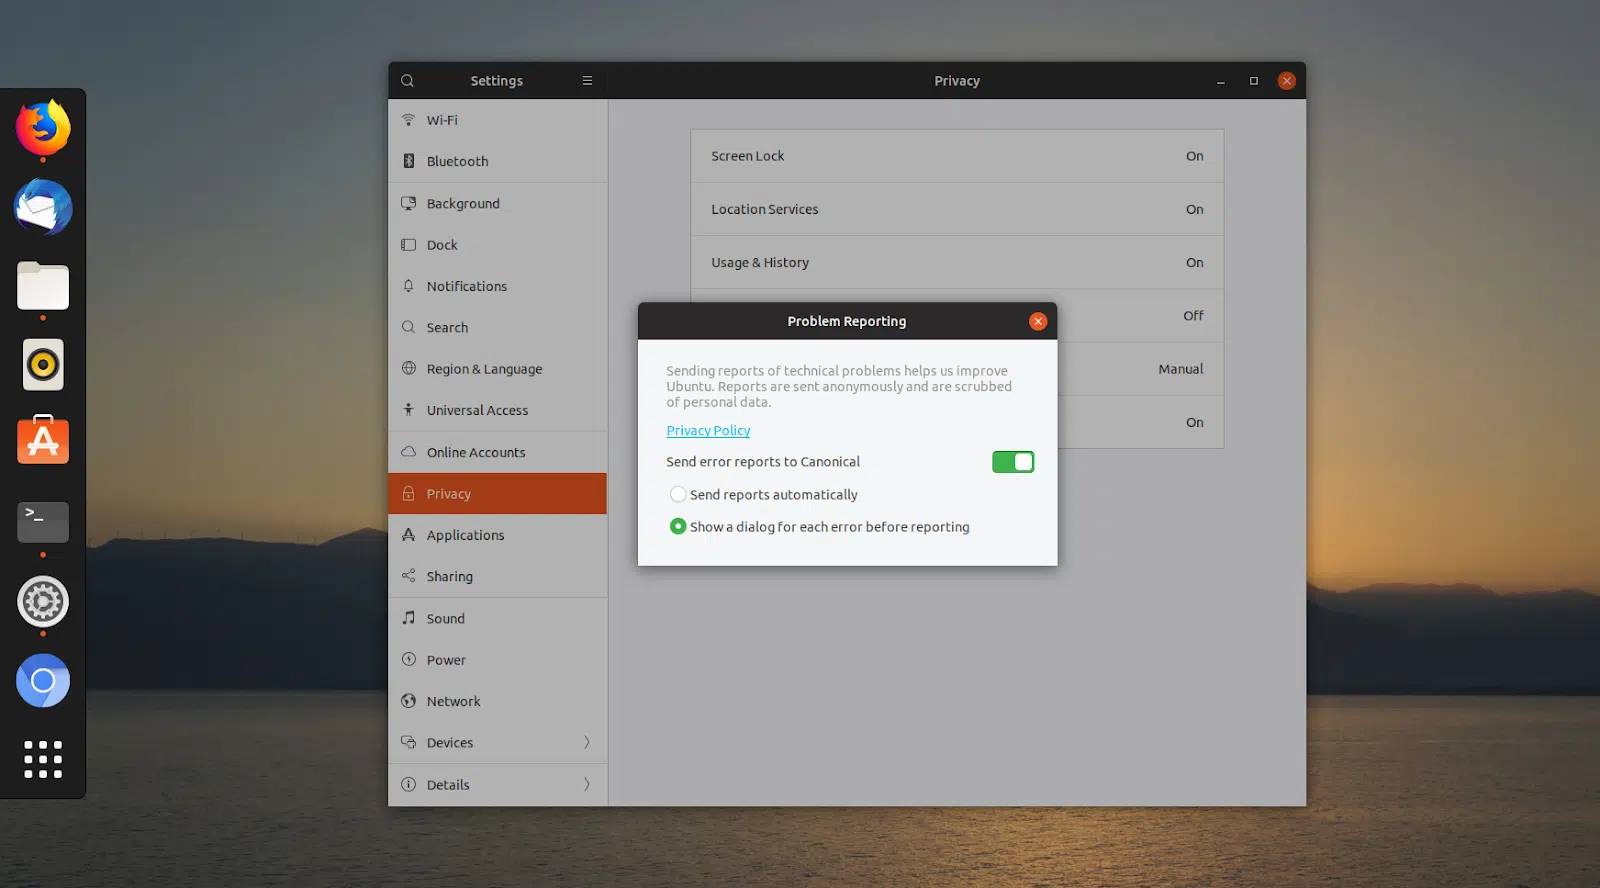 Settings
Privacy
Wi-Fi
Bluetooth
Background
Dock
Notifications
Search
Region & Language
Universal Access
Online Accounts
Privacy
Applications
Sharing
Sound
Power
Network
Devices
Details
Screen Lock On
Location Services On
Usage & History On
Off
Manual
On
Problem Reporting
Sending reports of technical problems helps us improve
Ubuntu. Reports are sent anonymously and are scrubbed
of personal data.
Privacy Policy
Send error reports to Canonical
Send reports automatically
Show a dialog for each error before reporting
>_